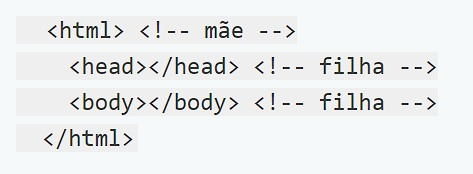 <html> <!-- mãe -->
<head></head> <!-- filha -->
<body></body> <!-- filha -->
</html>